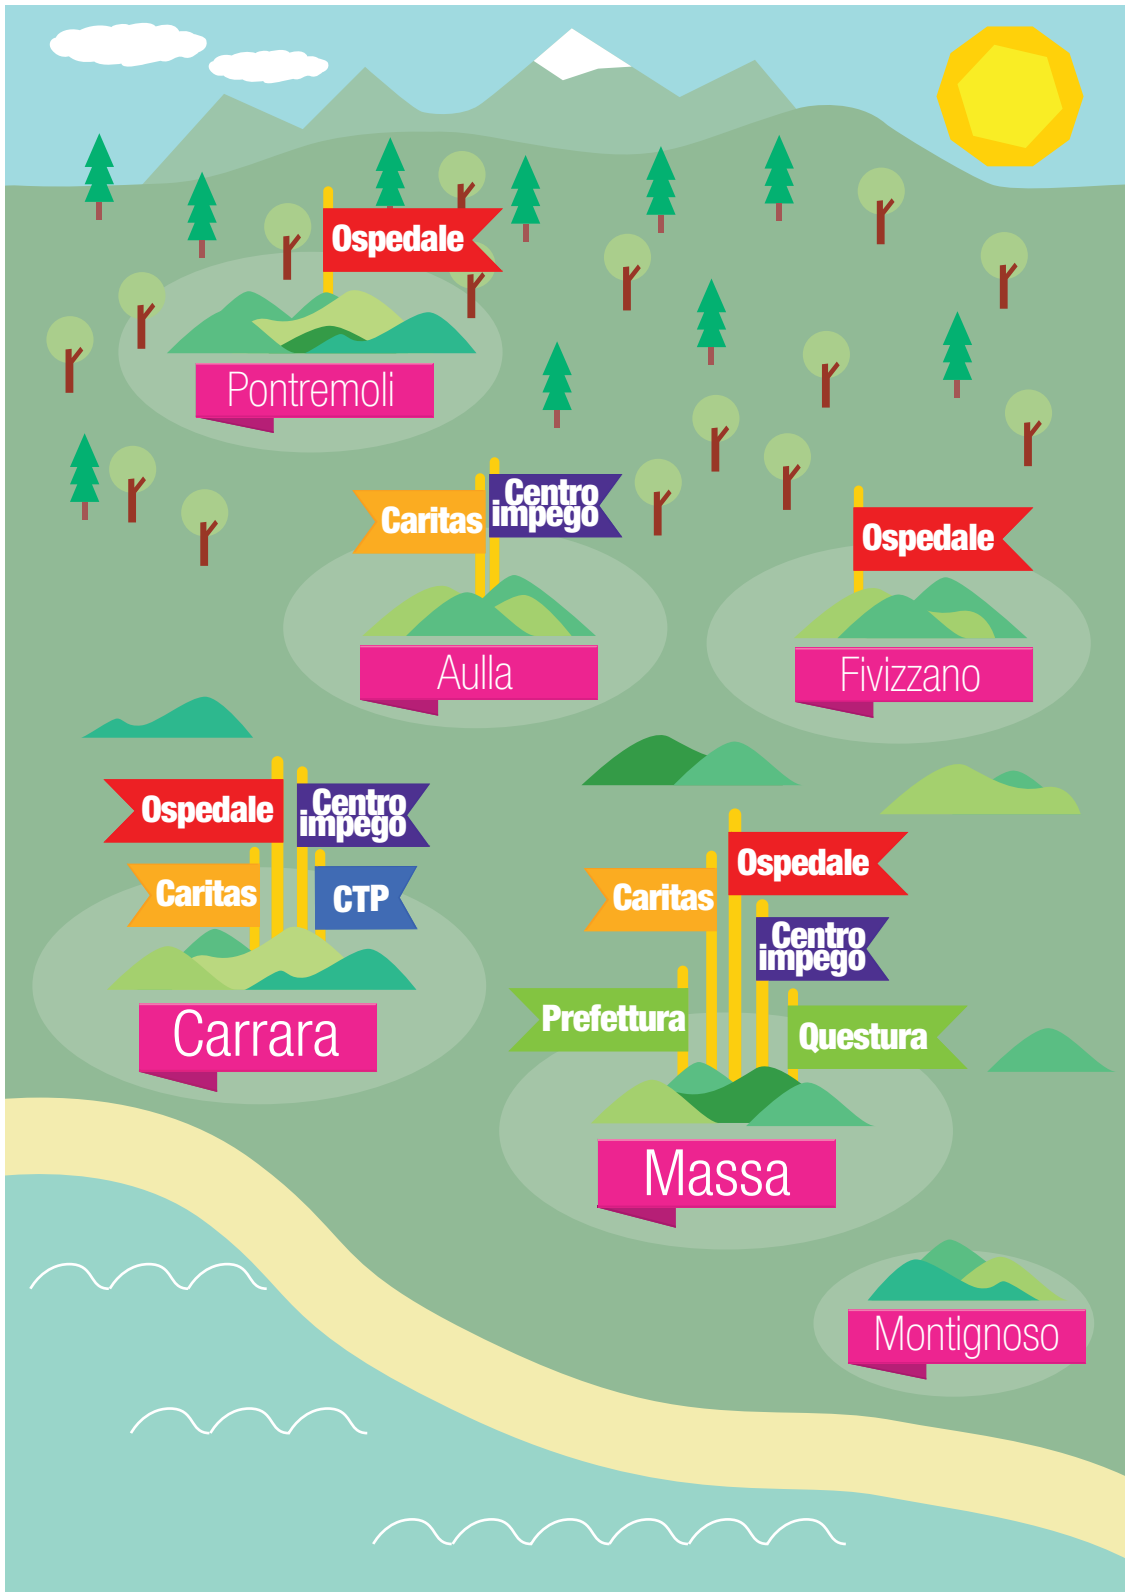 Ospedale
Pontremoli
Caritas
Centro
impego
Aulla
Ospedale
Fivizzano
Ospedale
Centro
impego
Caritas
CTP
Carrara
Ospedale
Caritas
Centro
impego
Prefettura
Questura
Massa
Montignoso